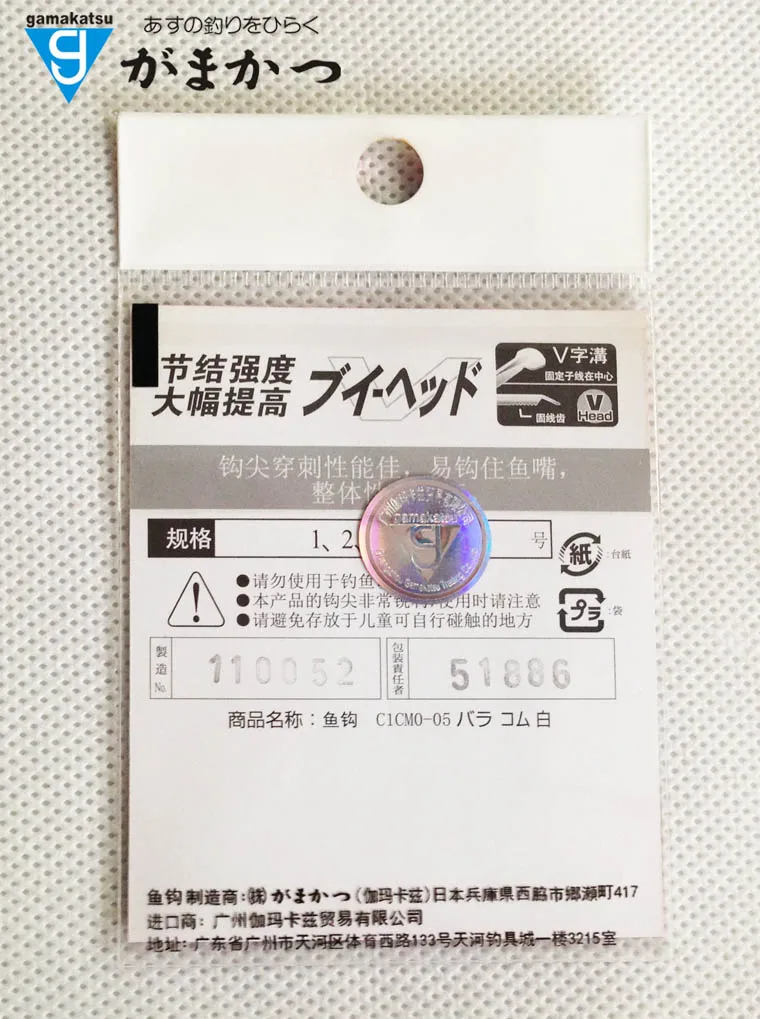 gamakatsu
あすの釣りをひらく
がまかつ
节结强度
大幅提高
ブイ-ヘッド
V字溝
固定子线在中心
固线齿
V
Head
钩尖穿刺性能佳，易钩住鱼嘴，
整体性
规格
1、2、
号
gamakatsu
紙
:台紙
プラ
:袋
●请勿使用于钓鱼
●本产品的钩尖非常锐利 使用时请注意
●请避免存放于儿童可自行碰触的地方
製造No.
110052
包装責任者
51886
商品名称：鱼钩 C1CM0-05 バラ コム 白
鱼钩制造商：㈱がまかつ(伽玛卡兹)日本兵庫県西脇市郷瀬町417
进口商：广州伽玛卡兹贸易有限公司
地址：广东省广州市天河区体育西路133号天河钓具城一楼3215室